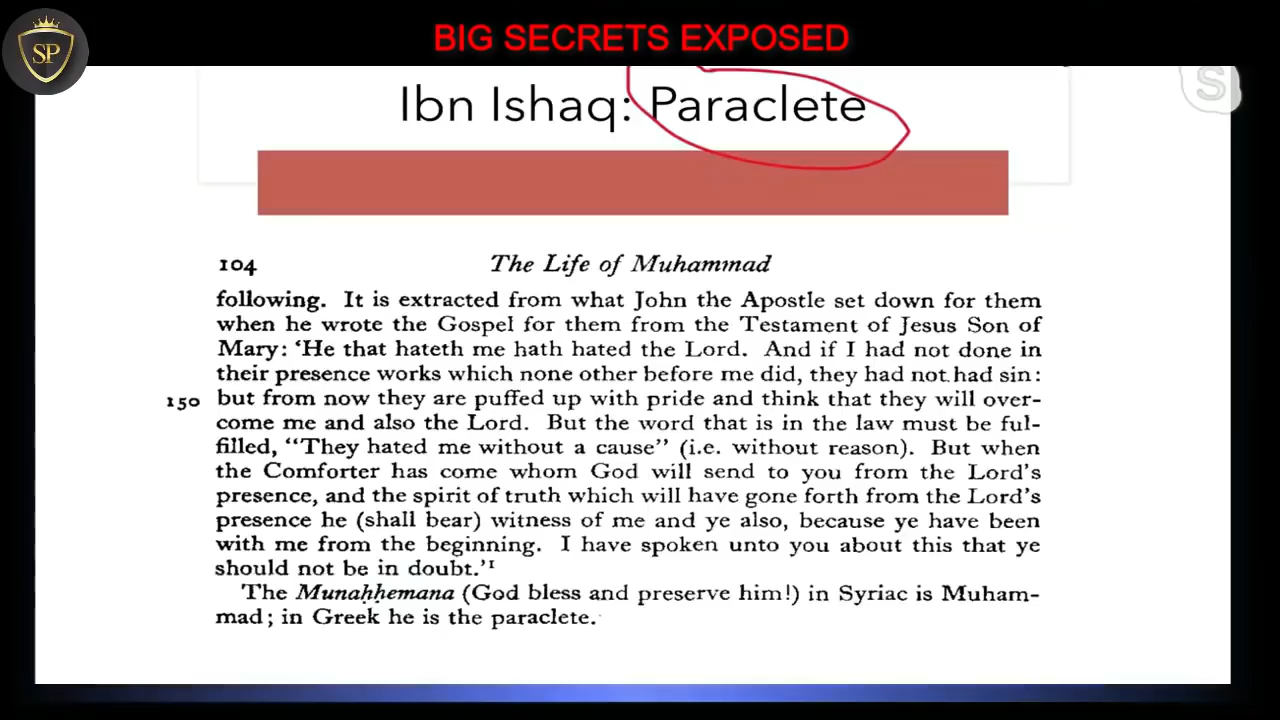 BIG SECRETS EXPOSED
SP
S
Ibn Ishaq: Paraclete
104 The Life of Muhammad
following. It is extracted from what John the Apostle set down for them
when he wrote the Gospel for them from the Testament of Jesus Son of
Mary: ‘He that hateth me hath hated the Lord. And if I had not done in
their presence works which none other before me did, they had not had sin:
150 but from now they are puffed up with pride and think that they will over-
come me and also the Lord. But the word that is in the law must be ful-
filled, “They hated me without a cause” (i.e. without reason). But when
the Comforter has come whom God will send to you from the Lord’s
presence, and the spirit of truth which will have gone forth from the Lord’s
presence he (shall bear) witness of me and ye also, because ye have been
with me from the beginning. I have spoken unto you about this that ye
should not be in doubt.’¹
The Munaḥḥemana (God bless and preserve him!) in Syriac is Muham-
mad; in Greek he is the paraclete.